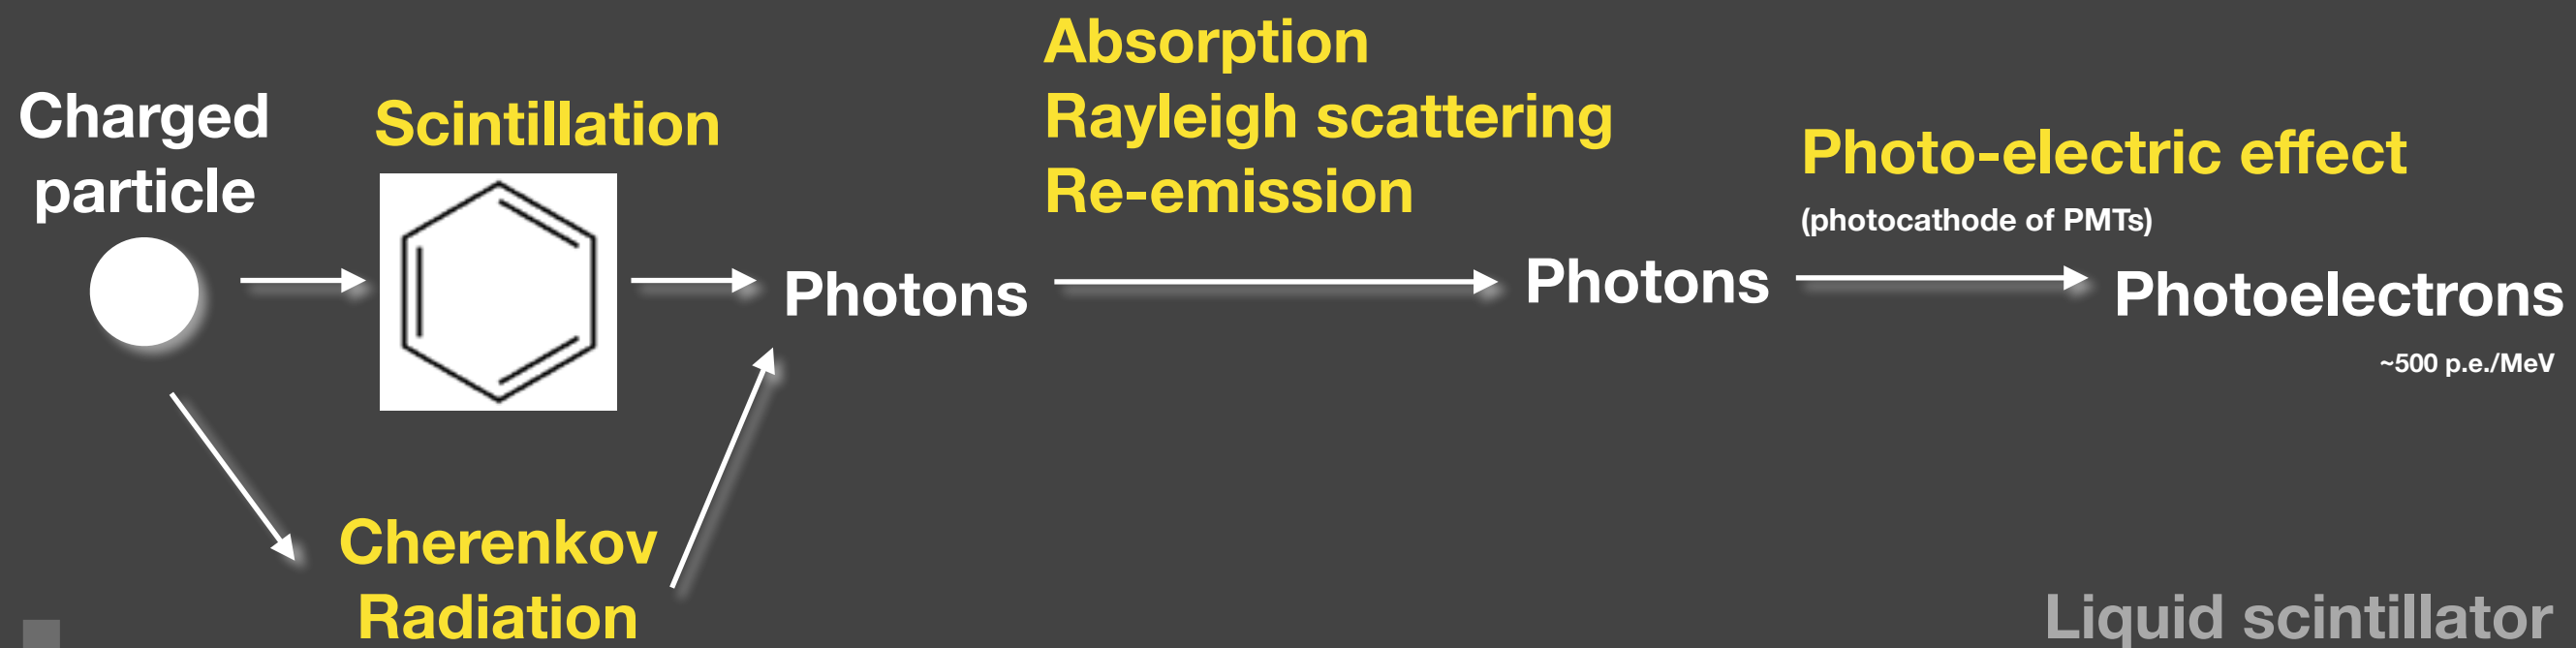 Charged
particle
Scintillation
Cherenkov
Radiation
Photons
Absorption
Rayleigh scattering
Re-emission
Photons
Photo-electric effect
(photocathode of PMTs)
Photoelectrons
~500 p.e./MeV
Liquid scintillator